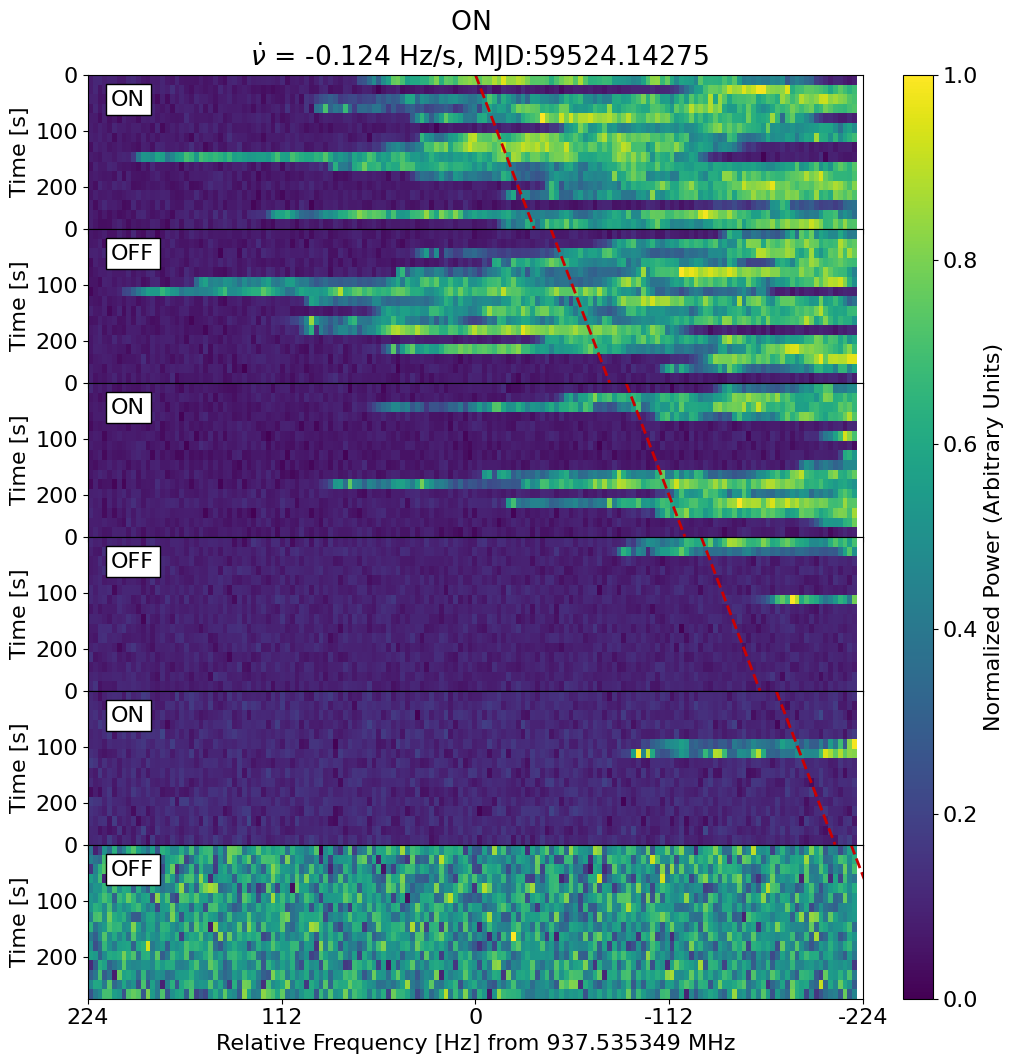 ON
ν̇ = -0.124 Hz/s, MJD:59524.14275
0
100
200
Time [s]
ON
0
100
200
Time [s]
OFF
0
100
200
Time [s]
ON
0
100
200
Time [s]
OFF
0
100
200
Time [s]
ON
0
100
200
Time [s]
OFF
224 112 0 -112 -224
Relative Frequency [Hz] from 937.535349 MHz
1.0
0.8
0.6
0.4
0.2
0.0
Normalized Power (Arbitrary Units)